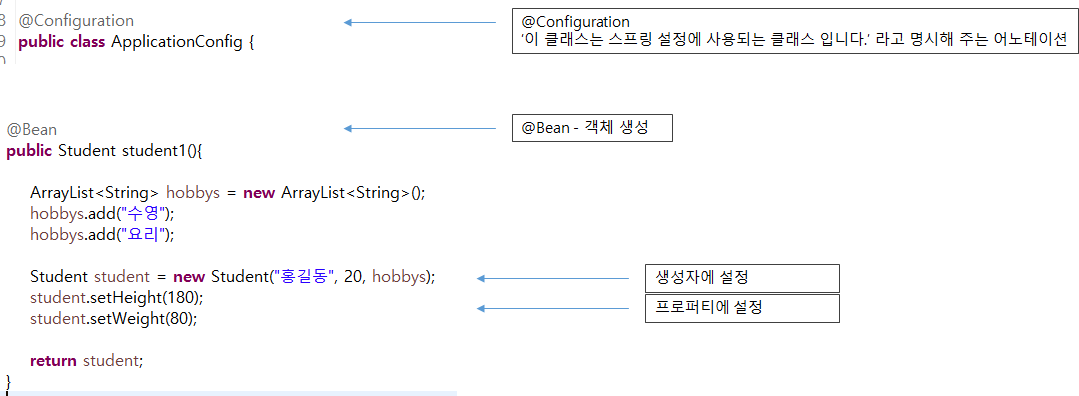 8 @Configuration
9 public class ApplicationConfig {
@Configuration
‘이 클래스는 스프링 설정에 사용되는 클래스 입니다.’ 라고 명시해 주는 어노테이션
@Bean
@Bean - 객체 생성
public Student student1(){
ArrayList<String> hobbys = new ArrayList<String>();
hobbys.add("수영");
hobbys.add("요리");
Student student = new Student("홍길동", 20, hobbys);
생성자에 설정
student.setHeight(180);
프로퍼티에 설정
student.setWeight(80);
return student;
}